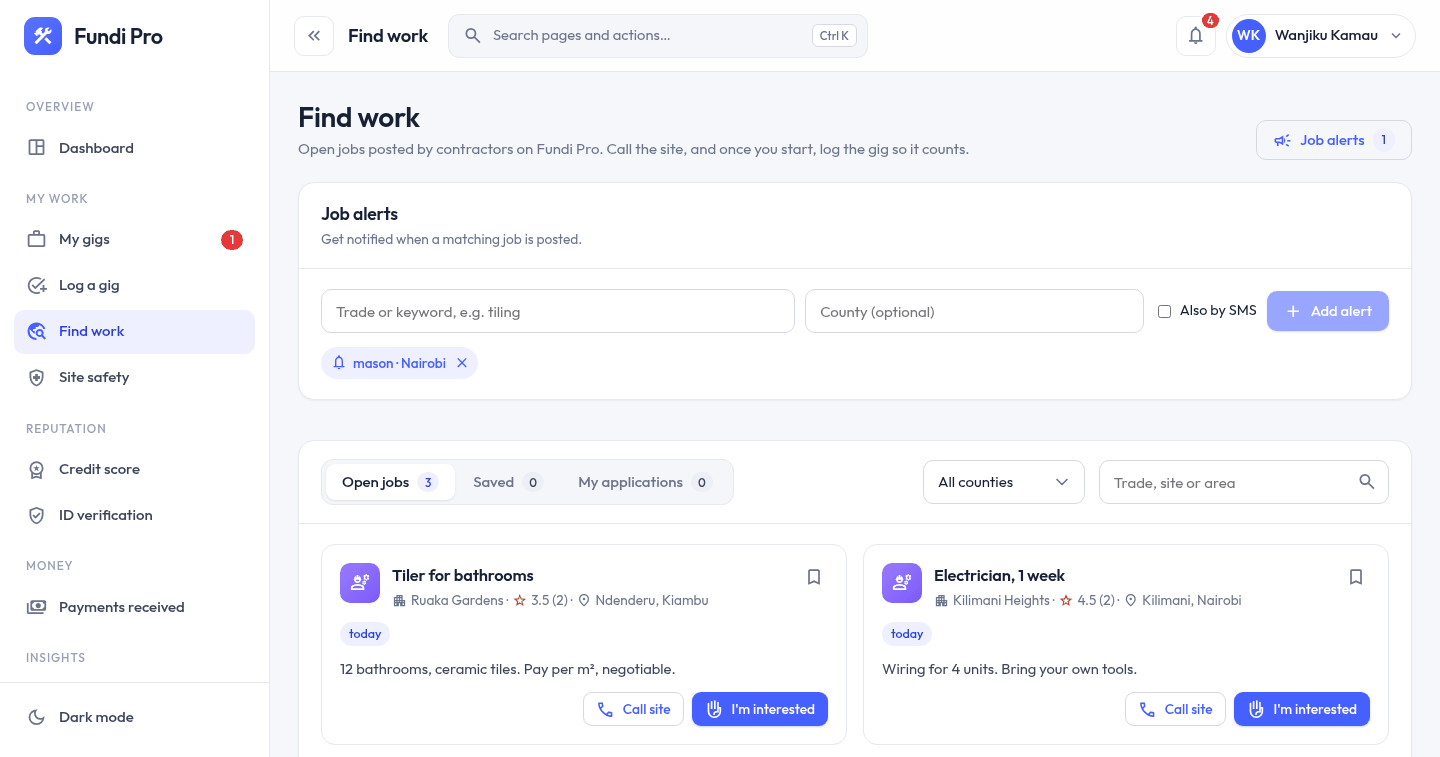 Fundi Pro
OVERVIEW
Dashboard
MY WORK
My gigs 1
Log a gig
Find work
Site safety
REPUTATION
Credit score
ID verification
MONEY
Payments received
INSIGHTS
Dark mode
Find work
Search pages and actions...
Ctrl K
4
WK Wanjiku Kamau
Find work
Open jobs posted by contractors on Fundi Pro. Call the site, and once you start, log the gig so it counts.
Job alerts 1
Job alerts
Get notified when a matching job is posted.
Trade or keyword, e.g. tiling
County (optional)
Also by SMS
Add alert
mason · Nairobi
Open jobs 3
Saved 0
My applications 0
All counties
Trade, site or area
Tiler for bathrooms
Ruaka Gardens · 3.5 (2) · Ndenderu, Kiambu
today
12 bathrooms, ceramic tiles. Pay per m², negotiable.
Call site
I'm interested
Electrician, 1 week
Kilimani Heights · 4.5 (2) · Kilimani, Nairobi
today
Wiring for 4 units. Bring your own tools.
Call site
I'm interested